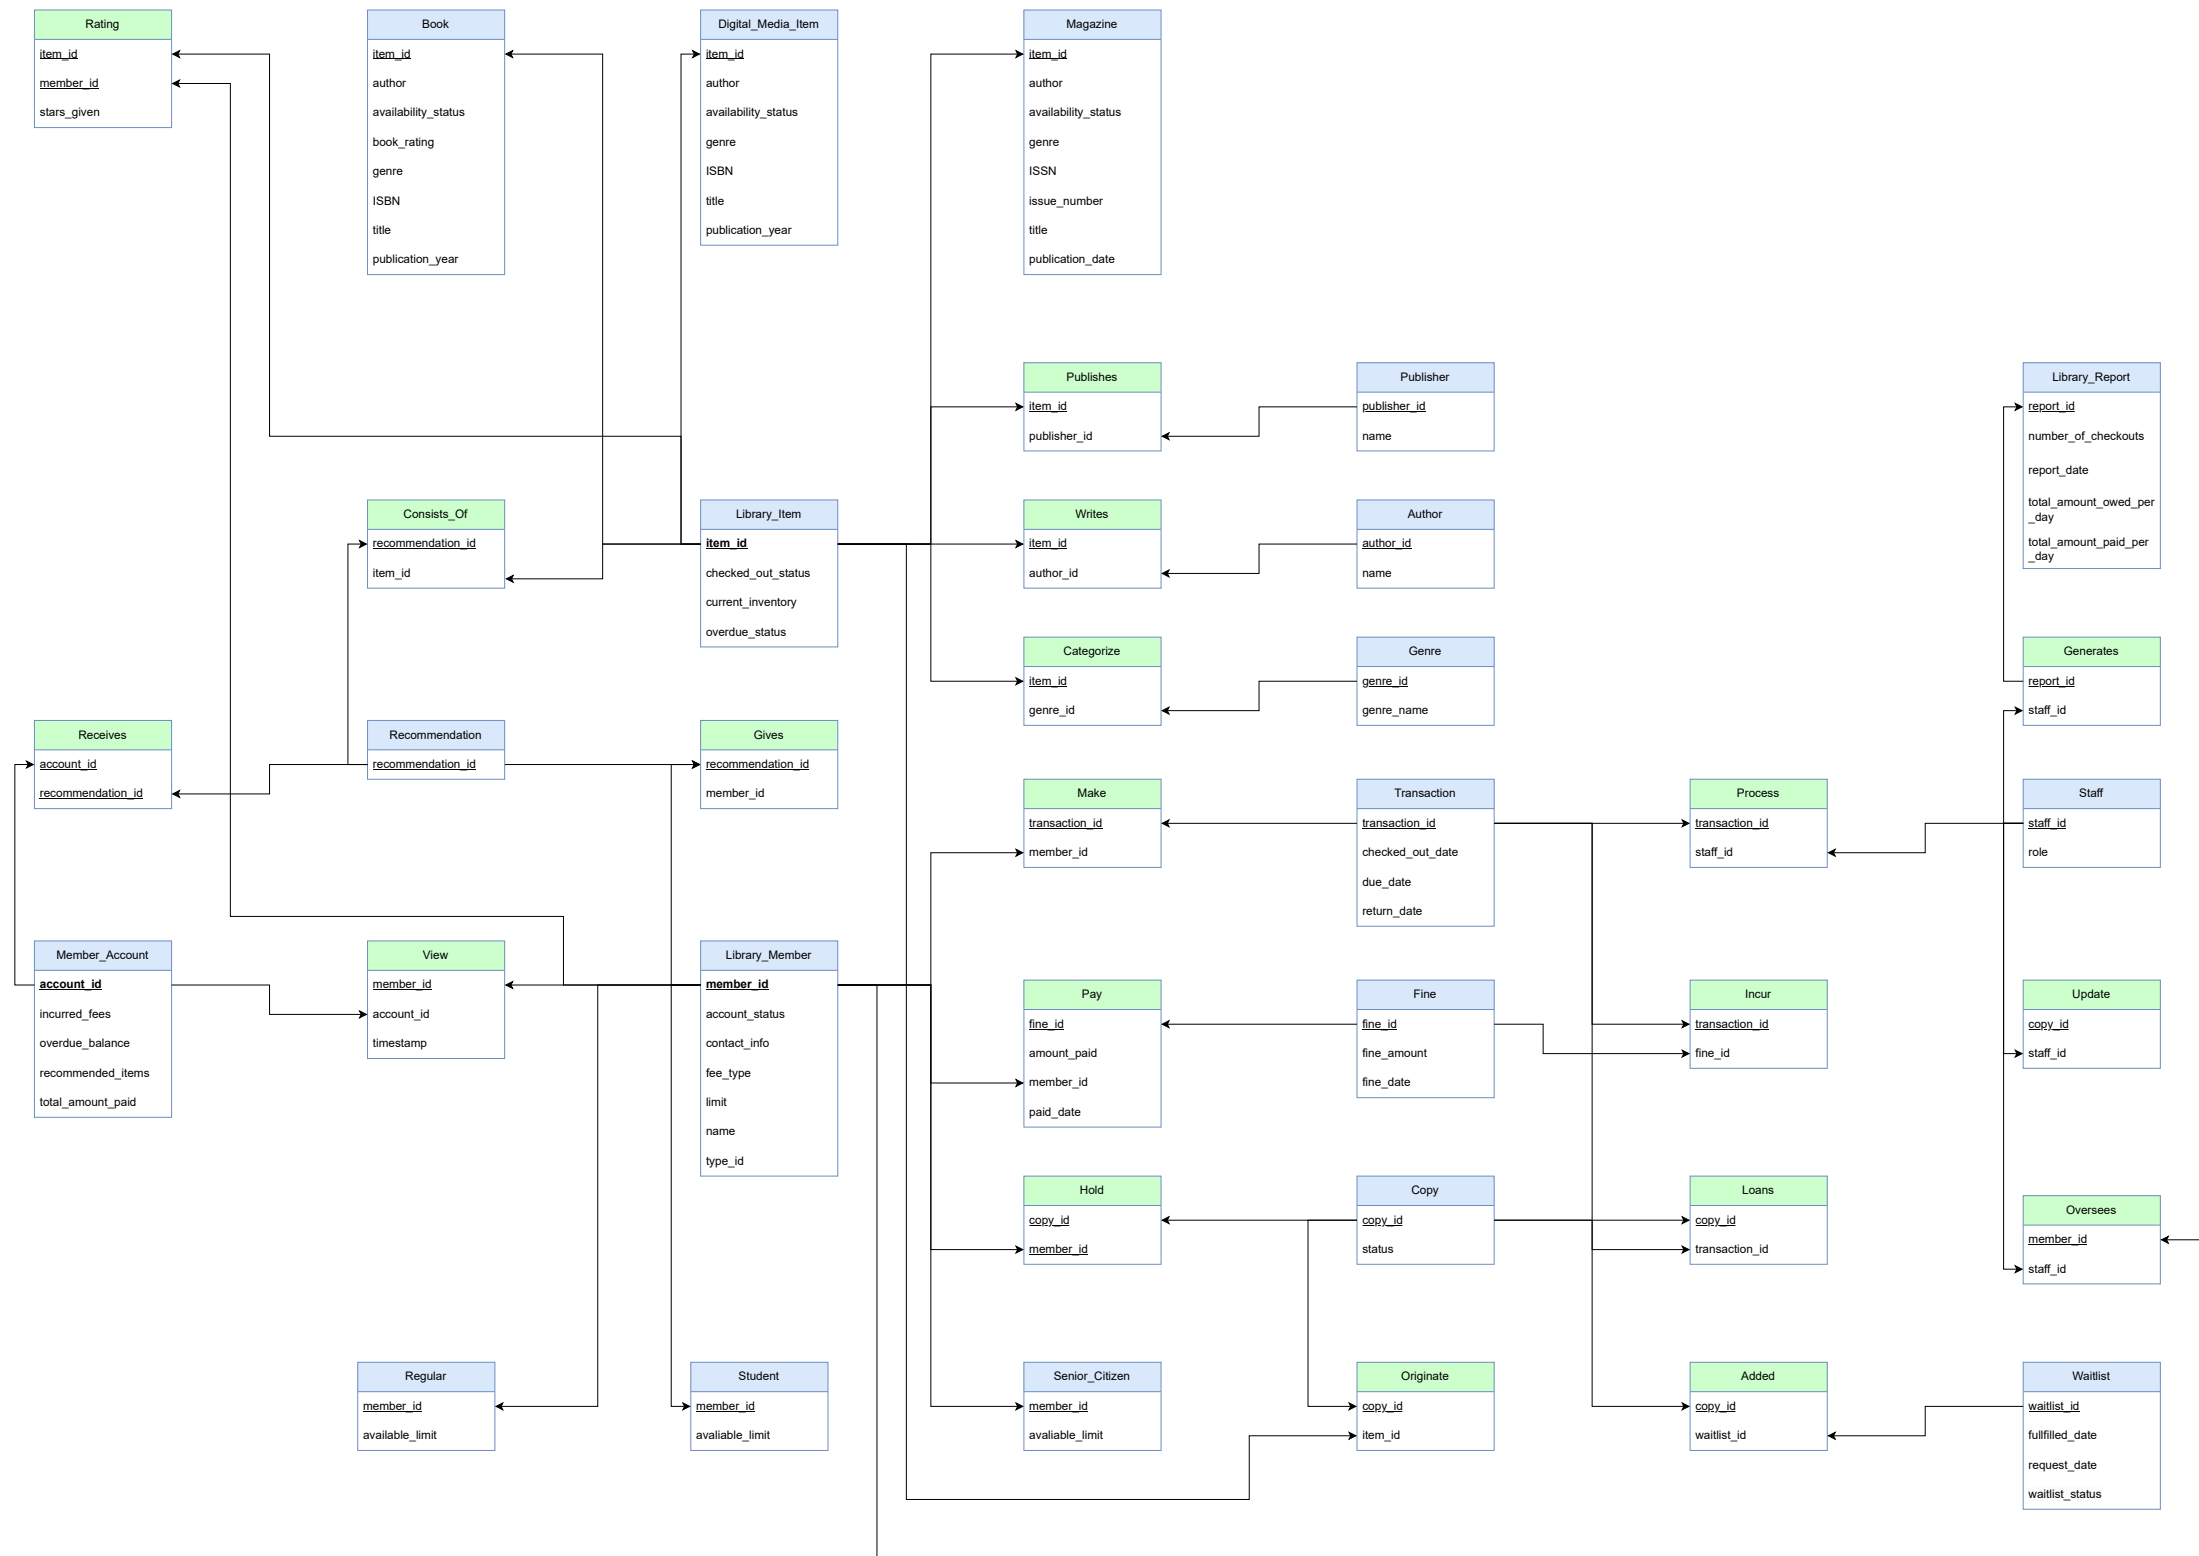 Rating
item_id
member_id
stars_given
Book
item_id
author
availability_status
book_rating
genre
ISBN
title
publication_year
Digital_Media_Item
item_id
author
availability_status
genre
ISBN
title
publication_year
Magazine
item_id
author
availability_status
genre
ISSN
issue_number
title
publication_date
Publishes
item_id
publisher_id
Publisher
publisher_id
name
Library_Report
report_id
number_of_checkouts
report_date
total_amount_owed_per
_day
total_amount_paid_per
_day
Consists_Of
recommendation_id
item_id
Library_Item
item_id
checked_out_status
current_inventory
overdue_status
Writes
item_id
author_id
Author
author_id
name
Categorize
item_id
genre_id
Genre
genre_id
genre_name
Generates
report_id
staff_id
Receives
account_id
recommendation_id
Recommendation
recommendation_id
Gives
recommendation_id
member_id
Make
transaction_id
member_id
Transaction
transaction_id
checked_out_date
due_date
return_date
Process
transaction_id
staff_id
Staff
staff_id
role
Member_Account
account_id
incurred_fees
overdue_balance
recommended_items
total_amount_paid
View
member_id
account_id
timestamp
Library_Member
member_id
account_status
contact_info
fee_type
limit
name
type_id
Pay
fine_id
amount_paid
member_id
paid_date
Fine
fine_id
fine_amount
fine_date
Incur
transaction_id
fine_id
Update
copy_id
staff_id
Hold
copy_id
member_id
Copy
copy_id
status
Loans
copy_id
transaction_id
Oversees
member_id
staff_id
Regular
member_id
available_limit
Student
member_id
avaliable_limit
Senior_Citizen
member_id
avaliable_limit
Originate
copy_id
item_id
Added
copy_id
waitlist_id
Waitlist
waitlist_id
fullfilled_date
request_date
waitlist_status